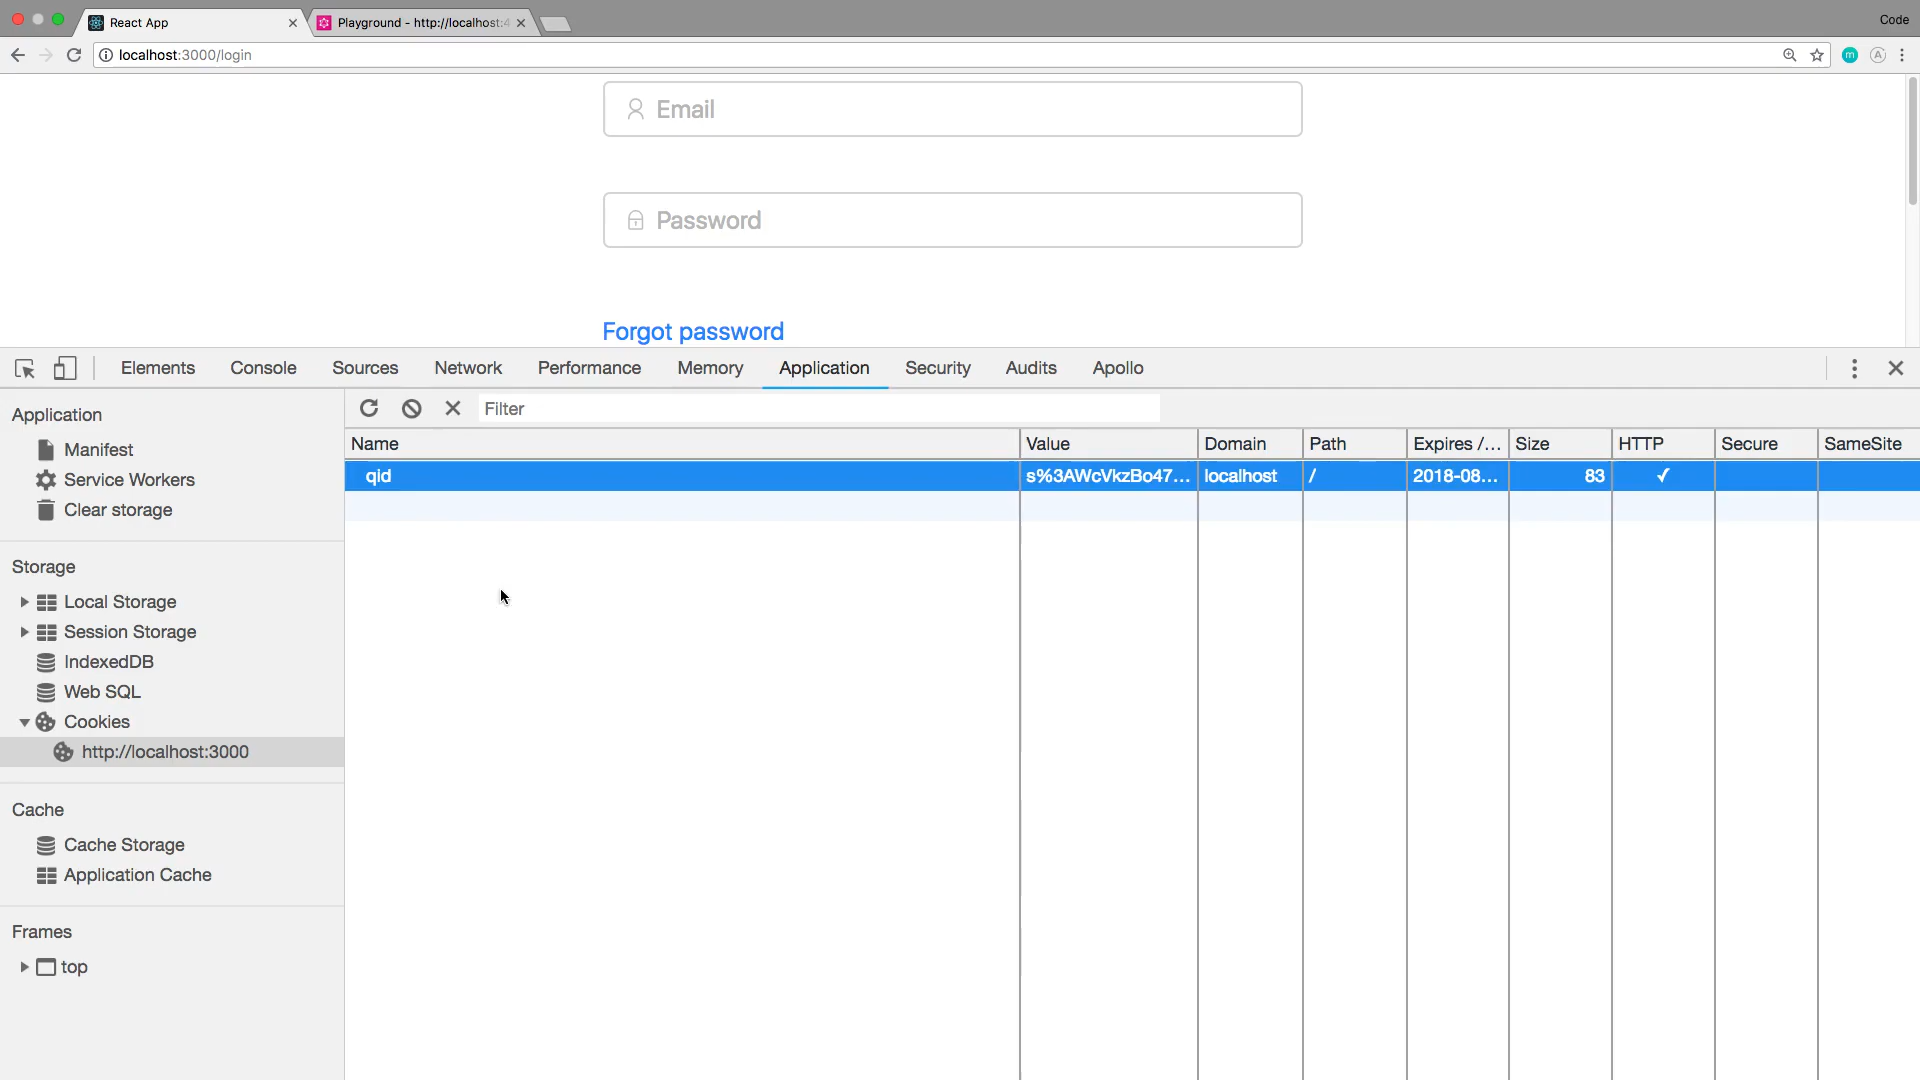 React App
Playground - http://localhost:4
Code
localhost:3000/login
m
A
Email
Password
Forgot password
Elements Console Sources Network Performance Memory Application Security Audits Apollo
Application
Manifest
Service Workers
Clear storage
Storage
Local Storage
Session Storage
IndexedDB
Web SQL
Cookies
http://localhost:3000
Cache
Cache Storage
Application Cache
Frames
top
Filter
Name Value Domain Path Expires /... Size HTTP Secure SameSite
qid s%3AWcVkzBo47... localhost / 2018-08... 83 ✓